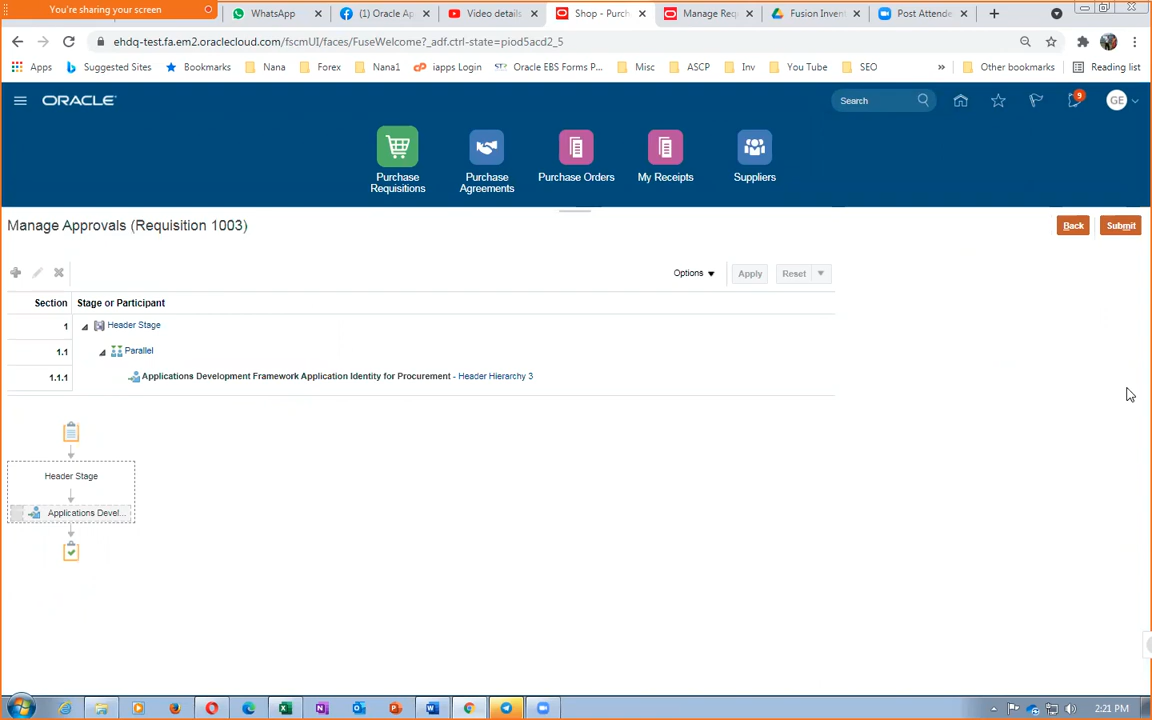 You're sharing your screen
WhatsApp
(1) Oracle Ap
Video details
Shop - Purch
Manage Requ
Fusion Invent
Post Attende
ehdq-test.fa.em2.oraclecloud.com/fscmUI/faces/FuseWelcome?_adf.ctrl-state=piod5acd2_5
Apps
Suggested Sites
Bookmarks
Nana
Forex
Nana1
iapps Login
Oracle EBS Forms P...
Misc
ASCP
Inv
You Tube
SEO
»
Other bookmarks
Reading list
ORACLE
Search
9
GE
Purchase Requisitions
Purchase Agreements
Purchase Orders
My Receipts
Suppliers
Manage Approvals (Requisition 1003)
Back
Submit
Options
Apply
Reset
Section
Stage or Participant
1
Header Stage
1.1
Parallel
1.1.1
Applications Development Framework Application Identity for Procurement - Header Hierarchy 3
Header Stage
Applications Devel...
2:21 PM